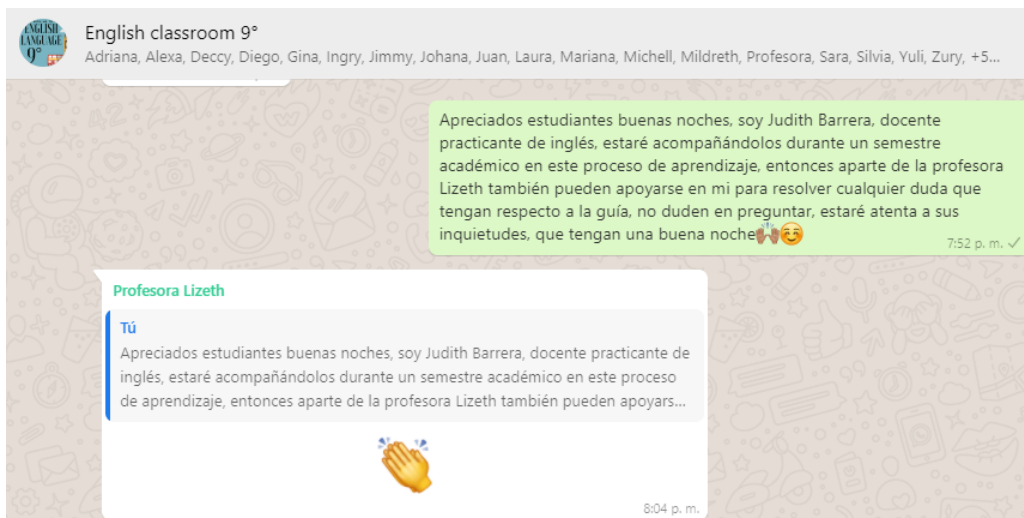 ENGLISH
LANGUAGE
9°
English classroom 9°
Adriana, Alexa, Deccy, Diego, Gina, Ingry, Jimmy, Johana, Juan, Laura, Mariana, Michell, Mildreth, Profesora, Sara, Silvia, Yuli, Zury, +5...
Apreciados estudiantes buenas noches, soy Judith Barrera, docente
practicante de inglés, estaré acompañándolos durante un semestre
académico en este proceso de aprendizaje, entonces aparte de la profesora
Lizeth también pueden apoyarse en mi para resolver cualquier duda que
tengan respecto a la guía, no duden en preguntar, estaré atenta a sus
inquietudes, que tengan una buena noche🙌🏽☺️
7:52 p. m.
Profesora Lizeth
Tú
Apreciados estudiantes buenas noches, soy Judith Barrera, docente practicante de
inglés, estaré acompañándolos durante un semestre académico en este proceso
de aprendizaje, entonces aparte de la profesora Lizeth también pueden apoyars...
👏
8:04 p. m.